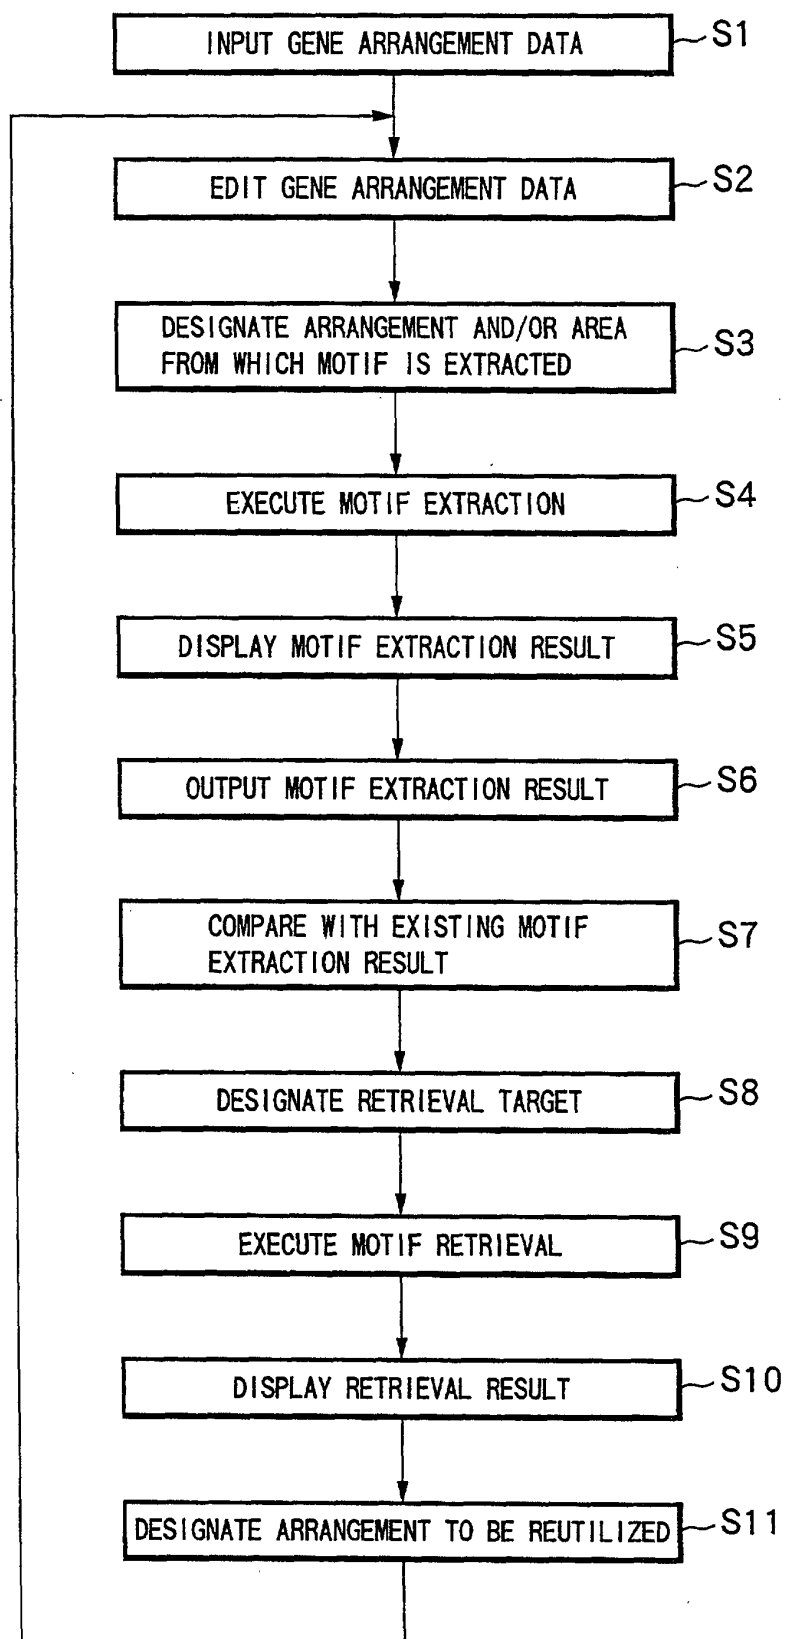 INPUT GENE ARRANGEMENT DATA
S1
EDIT GENE ARRANGEMENT DATA
S2
DESIGNATE ARRANGEMENT AND/OR AREA
FROM WHICH MOTIF IS EXTRACTED
S3
EXECUTE MOTIF EXTRACTION
S4
DISPLAY MOTIF EXTRACTION RESULT
S5
OUTPUT MOTIF EXTRACTION RESULT
S6
COMPARE WITH EXISTING MOTIF
EXTRACTION RESULT
S7
DESIGNATE RETRIEVAL TARGET
S8
EXECUTE MOTIF RETRIEVAL
S9
DISPLAY RETRIEVAL RESULT
S10
DESIGNATE ARRANGEMENT TO BE REUTILIZED
S11